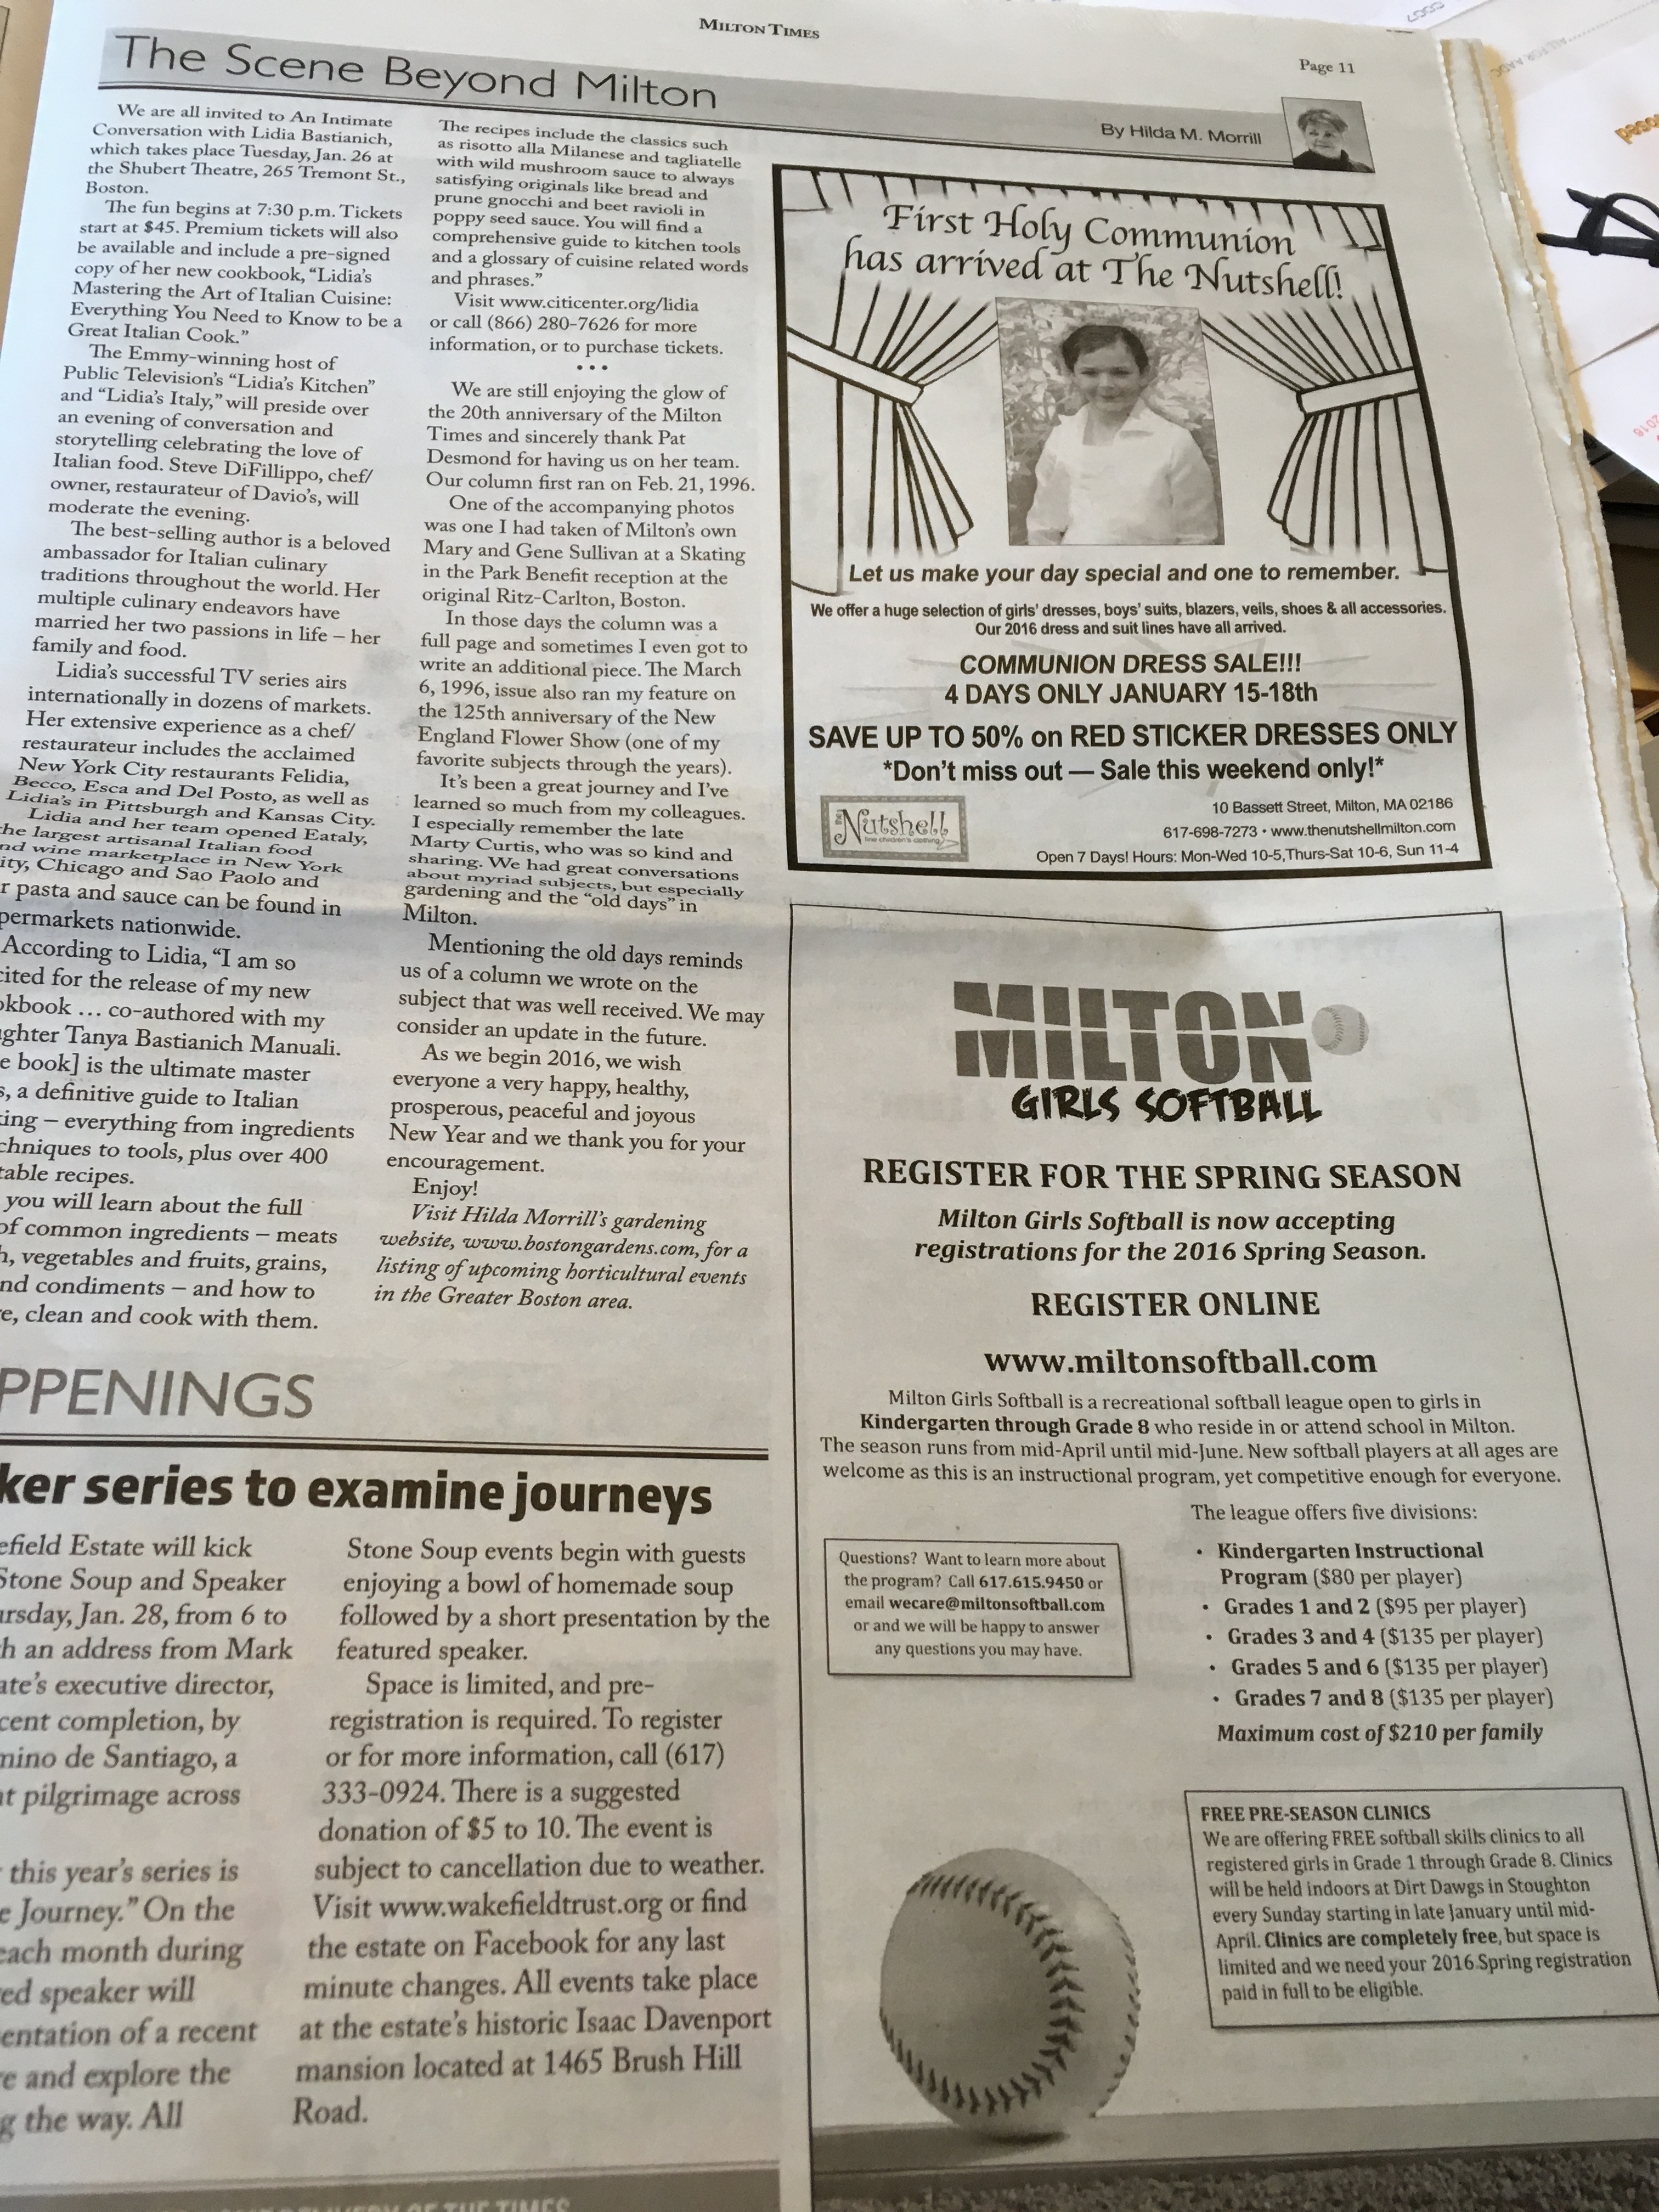 MILTON TIMES
Page 11
The Scene Beyond Milton
By Hilda M. Morrill
We are all invited to An Intimate
Conversation with Lidia Bastianich,
which takes place Tuesday, Jan. 26 at
the Shubert Theatre, 265 Tremont St.,
Boston.
The fun begins at 7:30 p.m. Tickets
start at $45. Premium tickets will also
be available and include a pre-signed
copy of her new cookbook, “Lidia’s
Mastering the Art of Italian Cuisine:
Everything You Need to Know to be a
Great Italian Cook.”
The Emmy-winning host of
Public Television’s “Lidia’s Kitchen”
and “Lidia’s Italy,” will preside over
an evening of conversation and
storytelling celebrating the love of
Italian food. Steve DiFillippo, chef/
owner, restaurateur of Davio’s, will
moderate the evening.
The best-selling author is a beloved
ambassador for Italian culinary
traditions throughout the world. Her
multiple culinary endeavors have
married her two passions in life – her
family and food.
Lidia’s successful TV series airs
internationally in dozens of markets.
Her extensive experience as a chef/
restaurateur includes the acclaimed
New York City restaurants Felidia,
Becco, Esca and Del Posto, as well as
Lidia’s in Pittsburgh and Kansas City.
Lidia and her team opened Eataly,
the largest artisanal Italian food
nd wine marketplace in New York
ity, Chicago and Sao Paolo and
r pasta and sauce can be found in
permarkets nationwide.
According to Lidia, “I am so
cited for the release of my new
okbook … co-authored with my
ughter Tanya Bastianich Manuali.
e book] is the ultimate master
s, a definitive guide to Italian
king – everything from ingredients
chniques to tools, plus over 400
table recipes.
you will learn about the full
of common ingredients – meats
h, vegetables and fruits, grains,
nd condiments – and how to
e, clean and cook with them.
The recipes include the classics such
as risotto alla Milanese and tagliatelle
with wild mushroom sauce to always
satisfying originals like bread and
prune gnocchi and beet ravioli in
poppy seed sauce. You will find a
comprehensive guide to kitchen tools
and a glossary of cuisine related words
and phrases.”
Visit www.citicenter.org/lidia
or call (866) 280-7626 for more
information, or to purchase tickets.
• • •
We are still enjoying the glow of
the 20th anniversary of the Milton
Times and sincerely thank Pat
Desmond for having us on her team.
Our column first ran on Feb. 21, 1996.
One of the accompanying photos
was one I had taken of Milton’s own
Mary and Gene Sullivan at a Skating
in the Park Benefit reception at the
original Ritz-Carlton, Boston.
In those days the column was a
full page and sometimes I even got to
write an additional piece. The March
6, 1996, issue also ran my feature on
the 125th anniversary of the New
England Flower Show (one of my
favorite subjects through the years).
It’s been a great journey and I’ve
learned so much from my colleagues.
I especially remember the late
Marty Curtis, who was so kind and
sharing. We had great conversations
about myriad subjects, but especially
gardening and the “old days” in
Milton.
Mentioning the old days reminds
us of a column we wrote on the
subject that was well received. We may
consider an update in the future.
As we begin 2016, we wish
everyone a very happy, healthy,
prosperous, peaceful and joyous
New Year and we thank you for your
encouragement.
Enjoy!
Visit Hilda Morrill’s gardening
website, www.bostongardens.com, for a
listing of upcoming horticultural events
in the Greater Boston area.
First Holy Communion
has arrived at The Nutshell!
Let us make your day special and one to remember.
We offer a huge selection of girls’ dresses, boys’ suits, blazers, veils, shoes & all accessories.
Our 2016 dress and suit lines have all arrived.
COMMUNION DRESS SALE!!!
4 DAYS ONLY JANUARY 15-18th
SAVE UP TO 50% on RED STICKER DRESSES ONLY
*Don’t miss out — Sale this weekend only!*
the Nutshell
fine children's clothing
10 Bassett Street, Milton, MA 02186
617-698-7273 • www.thenutshellmilton.com
Open 7 Days! Hours: Mon-Wed 10-5,Thurs-Sat 10-6, Sun 11-4
MILTON
GIRLS SOFTBALL
REGISTER FOR THE SPRING SEASON
Milton Girls Softball is now accepting
registrations for the 2016 Spring Season.
REGISTER ONLINE
www.miltonsoftball.com
Milton Girls Softball is a recreational softball league open to girls in
Kindergarten through Grade 8 who reside in or attend school in Milton.
The season runs from mid-April until mid-June. New softball players at all ages are
welcome as this is an instructional program, yet competitive enough for everyone.
Questions? Want to learn more about
the program? Call 617.615.9450 or
email wecare@miltonsoftball.com
or and we will be happy to answer
any questions you may have.
The league offers five divisions:
• Kindergarten Instructional
Program ($80 per player)
• Grades 1 and 2 ($95 per player)
• Grades 3 and 4 ($135 per player)
• Grades 5 and 6 ($135 per player)
• Grades 7 and 8 ($135 per player)
Maximum cost of $210 per family
FREE PRE-SEASON CLINICS
We are offering FREE softball skills clinics to all
registered girls in Grade 1 through Grade 8. Clinics
will be held indoors at Dirt Dawgs in Stoughton
every Sunday starting in late January until mid-
April. Clinics are completely free, but space is
limited and we need your 2016 Spring registration
paid in full to be eligible.
PPENINGS
ker series to examine journeys
efield Estate will kick
Stone Soup and Speaker
ursday, Jan. 28, from 6 to
h an address from Mark
ate’s executive director,
cent completion, by
mino de Santiago, a
nt pilgrimage across
this year’s series is
e Journey.” On the
each month during
ed speaker will
entation of a recent
re and explore the
g the way. All
Stone Soup events begin with guests
enjoying a bowl of homemade soup
followed by a short presentation by the
featured speaker.
Space is limited, and pre-
registration is required. To register
or for more information, call (617)
333-0924. There is a suggested
donation of $5 to 10. The event is
subject to cancellation due to weather.
Visit www.wakefieldtrust.org or find
the estate on Facebook for any last
minute changes. All events take place
at the estate’s historic Isaac Davenport
mansion located at 1465 Brush Hill
Road.
DELIVERY OF THE TIMES